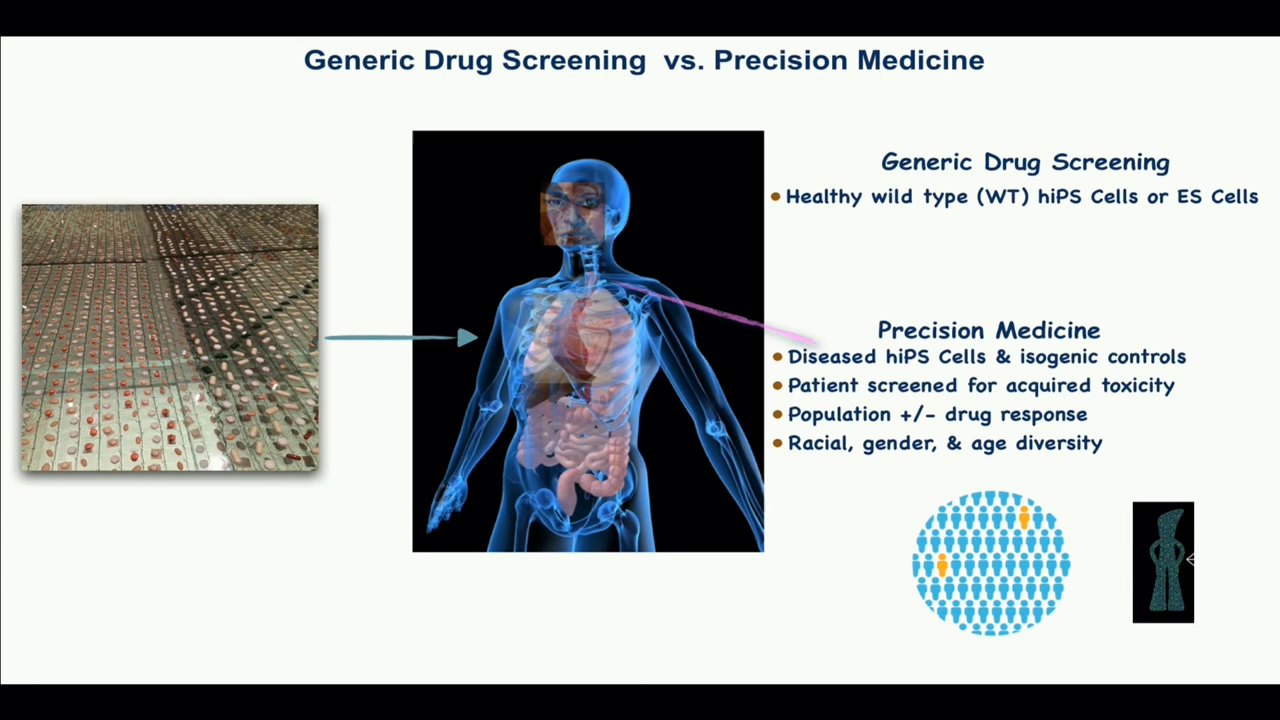 Generic Drug Screening vs. Precision Medicine
Generic Drug Screening
Healthy wild type (WT) hiPS Cells or ES Cells
Precision Medicine
Diseased hiPS Cells & isogenic controls
Patient screened for acquired toxicity
Population +/- drug response
Racial, gender, & age diversity